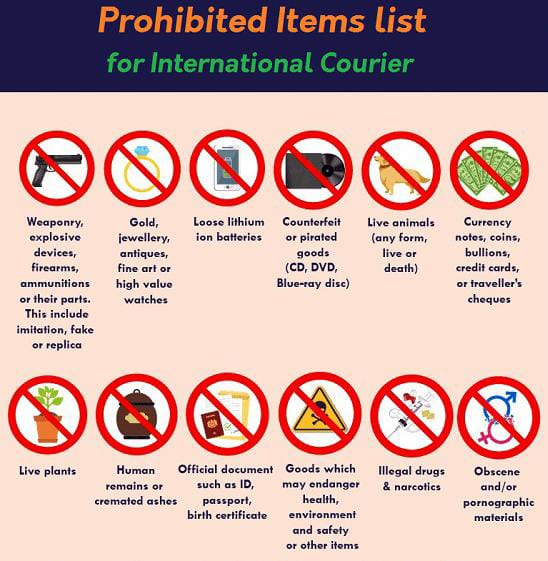 Prohibited Items list
for International Courier
Weaponry,
explosive
devices,
firearms,
ammunitions
or their parts.
This include
imitation, fake
or replica
Gold,
jewellery,
antiques,
fine art or
high value
watches
Loose lithium
ion batteries
Counterfeit
or pirated
goods
(CD, DVD,
Blue-ray disc)
Live animals
(any form,
live or
death)
Currency
notes, coins,
bullions,
credit cards,
or traveller's
cheques
Live plants
Human
remains or
cremated ashes
Official document
such as ID,
passport,
birth certificate
Goods which
may endanger
health,
environment
and safety
or other items
Illegal drugs
& narcotics
Obscene
and/or
pornographic
materials